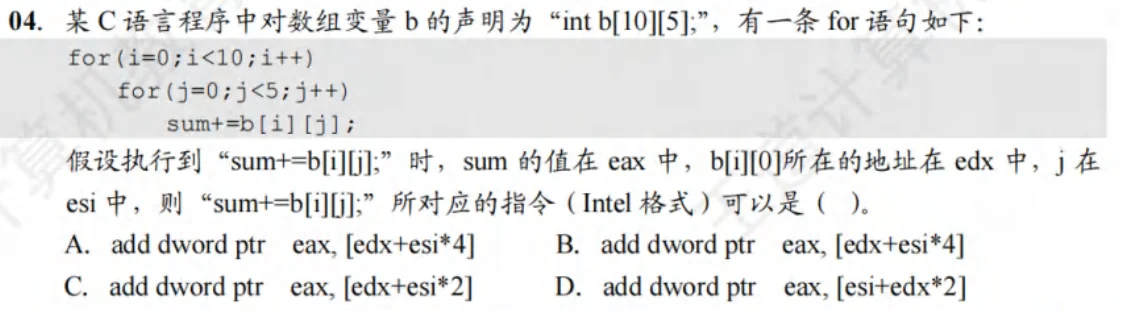 04. 某 C 语言程序中对数组变量 b 的声明为“int b[10][5];”，有一条 for 语句如下：
for(i=0;i<10;i++)
for(j=0;j<5;j++)
sum+=b[i][j];
假设执行到“sum+=b[i][j];”时，sum 的值在 eax 中，b[i][0]所在的地址在 edx 中，j 在
esi 中，则“sum+=b[i][j];”所对应的指令（Intel 格式）可以是（ ）。
A. add dword ptr eax, [edx+esi*4] B. add dword ptr eax, [edx+esi*4]
C. add dword ptr eax, [edx+esi*2] D. add dword ptr eax, [esi+edx*2]